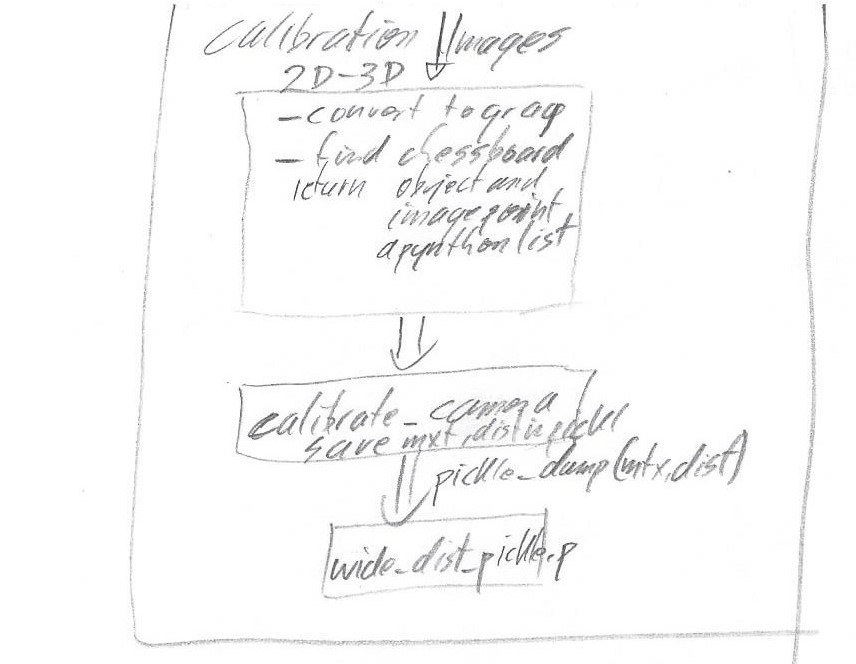 Calibration Images
2D-3D
- convert to gray
- find chessboard
return object and
image point
a python list
calibrate_camera
save mxt, dist in pickl
pickle_dump(mtx,dist)
wide_dist_pickle.p